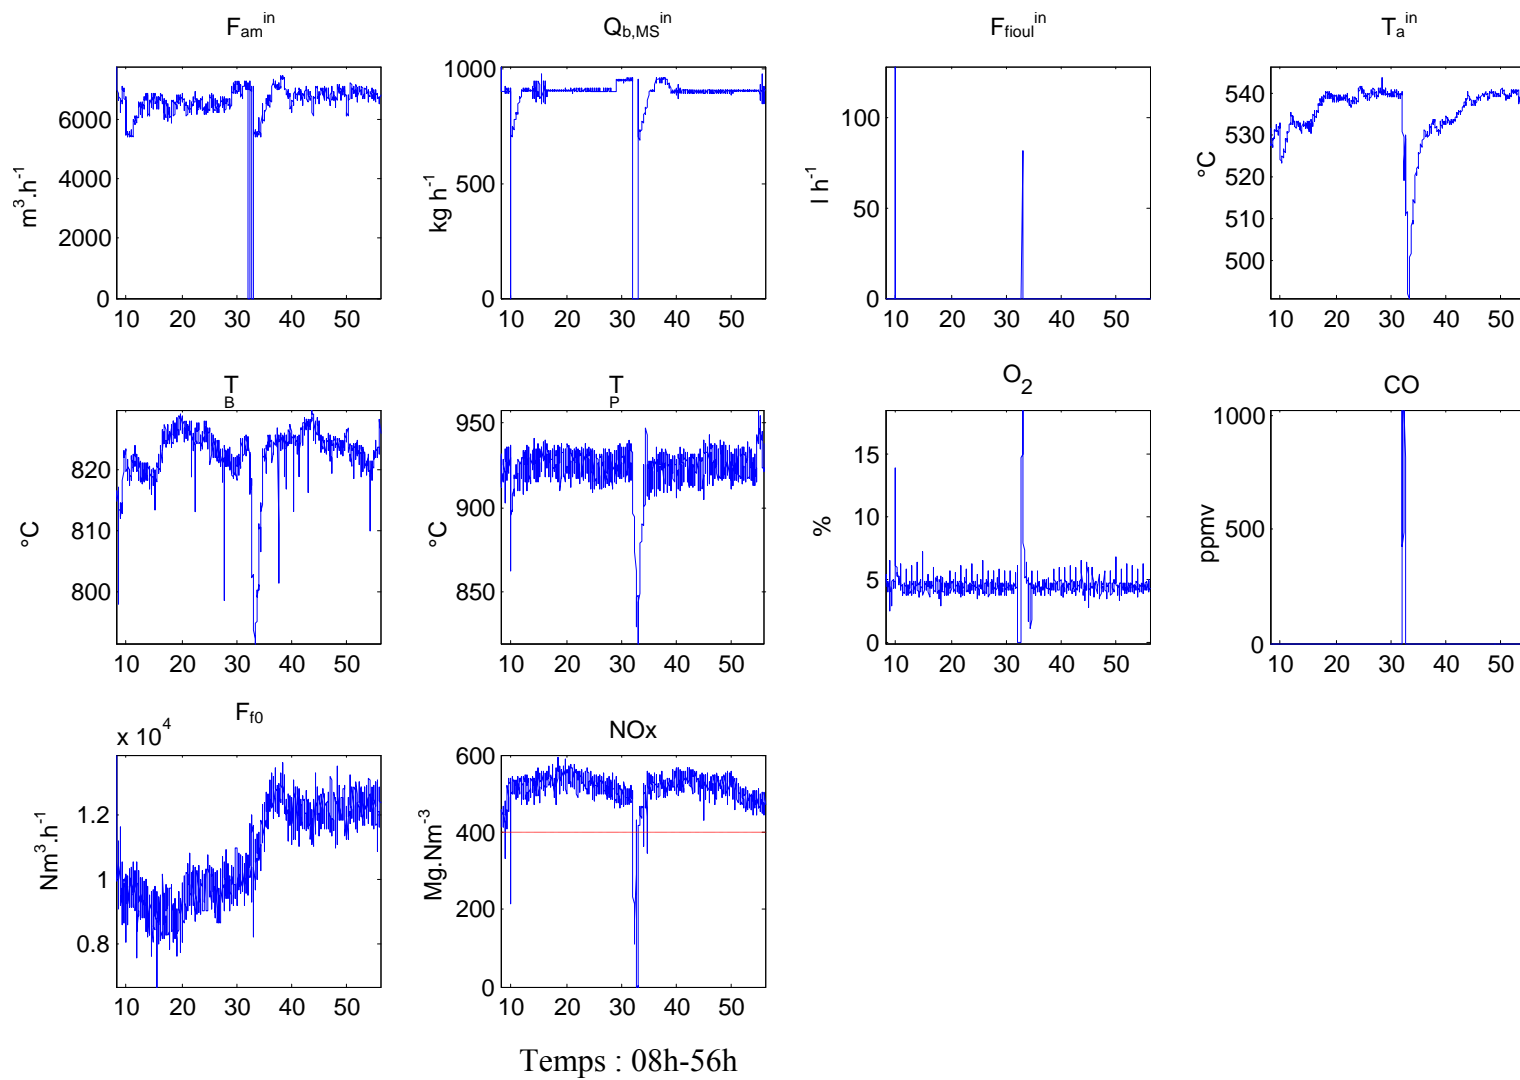 F_am^in
Q_b,MS^in
F_fioul^in
T_a^in
6000
4000
2000
0
m³.h⁻¹
10 20 30 40 50
1000
500
0
kg h⁻¹
10 20 30 40 50
100
50
0
l h⁻¹
10 20 30 40 50
540
530
520
510
500
°C
10 20 30 40 50
T_B
T_P
O₂
CO
820
810
800
°C
10 20 30 40 50
950
900
850
°C
10 20 30 40 50
15
10
5
0
%
10 20 30 40 50
1000
500
0
ppmv
10 20 30 40 50
F_f0
NOx
x 10⁴
1.2
1
0.8
Nm³.h⁻¹
10 20 30 40 50
600
400
200
0
Mg.Nm⁻³
10 20 30 40 50
Temps : 08h-56h